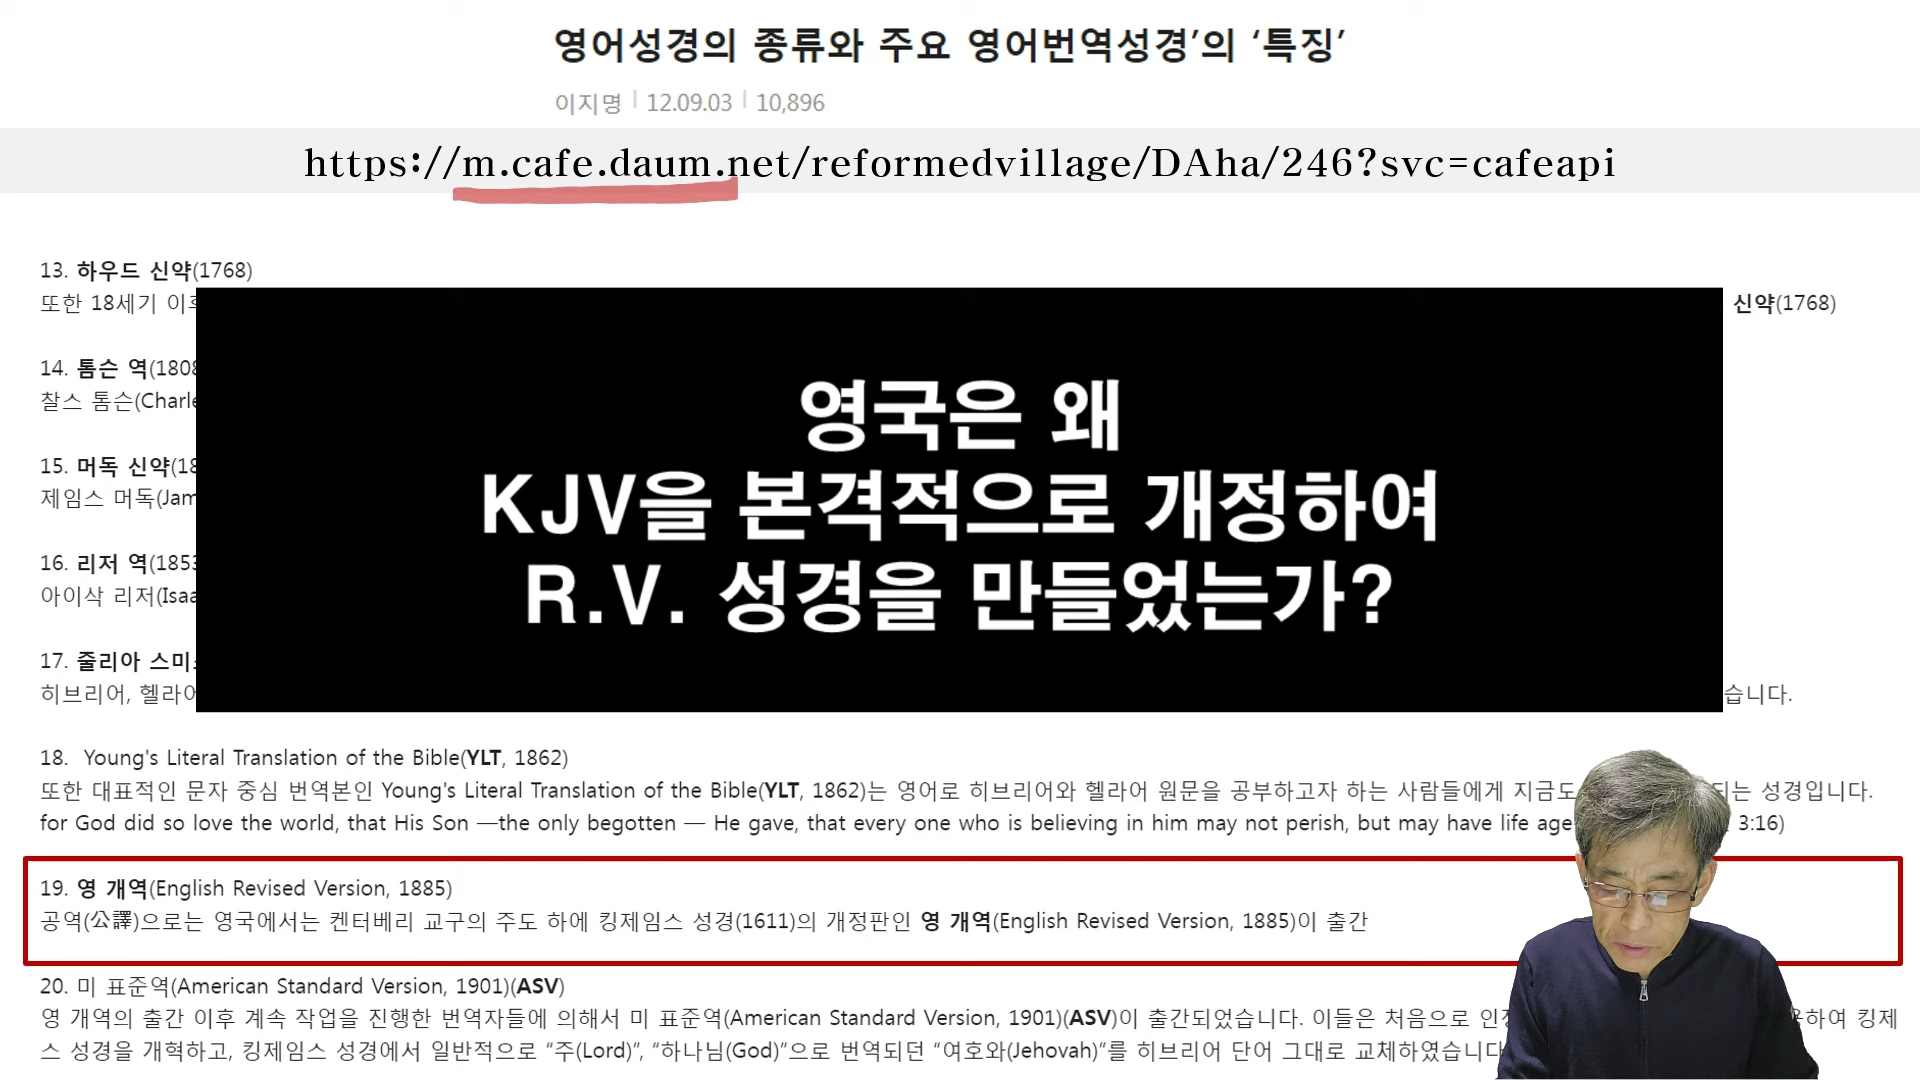 영어성경의 종류와 주요 영어번역성경’의 ‘특징’
이지명 | 12.09.03 | 10,896
https://m.cafe.daum.net/reformedvillage/DAha/246?svc=cafeapi
13. 하우드 신약(1768)
또한 18세기 이후 신약(1768)
14. 톰슨 역(1808
찰스 톰슨(Charle
15. 머독 신약(18
제임스 머독(Jam
16. 리저 역(1853
아이삭 리저(Isaa
17. 줄리아 스미
히브리어, 헬라어 습니다.
영국은 왜
KJV을 본격적으로 개정하여
R.V. 성경을 만들었는가?
18. Young's Literal Translation of the Bible(YLT, 1862)
또한 대표적인 문자 중심 번역본인 Young's Literal Translation of the Bible(YLT, 1862)는 영어로 히브리어와 헬라어 원문을 공부하고자 하는 사람들에게 지금도 되는 성경입니다.
for God did so love the world, that His Son —the only begotten — He gave, that every one who is believing in him may not perish, but may have life age 3:16)
19. 영 개역(English Revised Version, 1885)
공역(公譯)으로는 영국에서는 켄터베리 교구의 주도 하에 킹제임스 성경(1611)의 개정판인 영 개역(English Revised Version, 1885)이 출간
20. 미 표준역(American Standard Version, 1901)(ASV)
영 개역의 출간 이후 계속 작업을 진행한 번역자들에 의해서 미 표준역(American Standard Version, 1901)(ASV)이 출간되었습니다. 이들은 처음으로 인정 용하여 킹제
스 성경을 개혁하고, 킹제임스 성경에서 일반적으로 “주(Lord)”, “하나님(God)”으로 번역되던 “여호와(Jehovah)”를 히브리어 단어 그대로 교체하였습니다